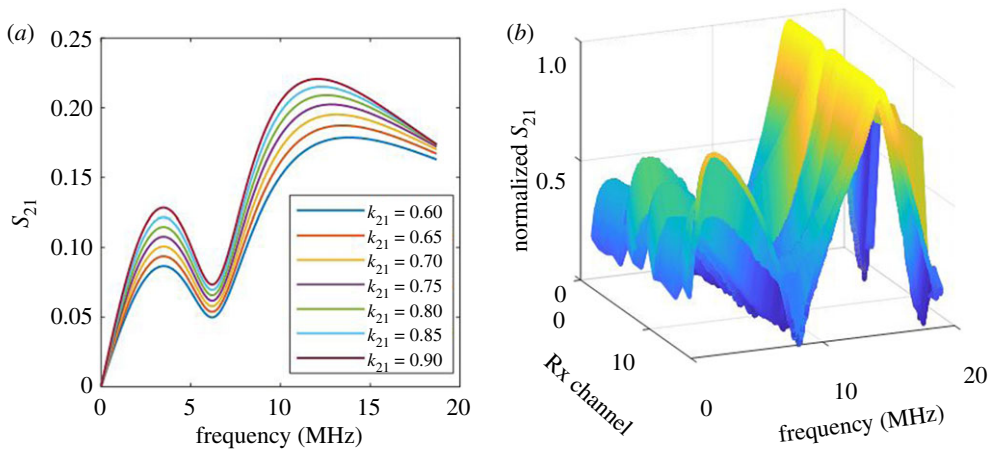 (a)
0.25
0.20
0.15
0.10
0.05
0
S21
0 5 10 15 20
frequency (MHz)
k21 = 0.60
k21 = 0.65
k21 = 0.70
k21 = 0.75
k21 = 0.80
k21 = 0.85
k21 = 0.90
(b)
1.0
0.5
0
normalized S21
0
10
Rx channel
0 10 20
frequency (MHz)